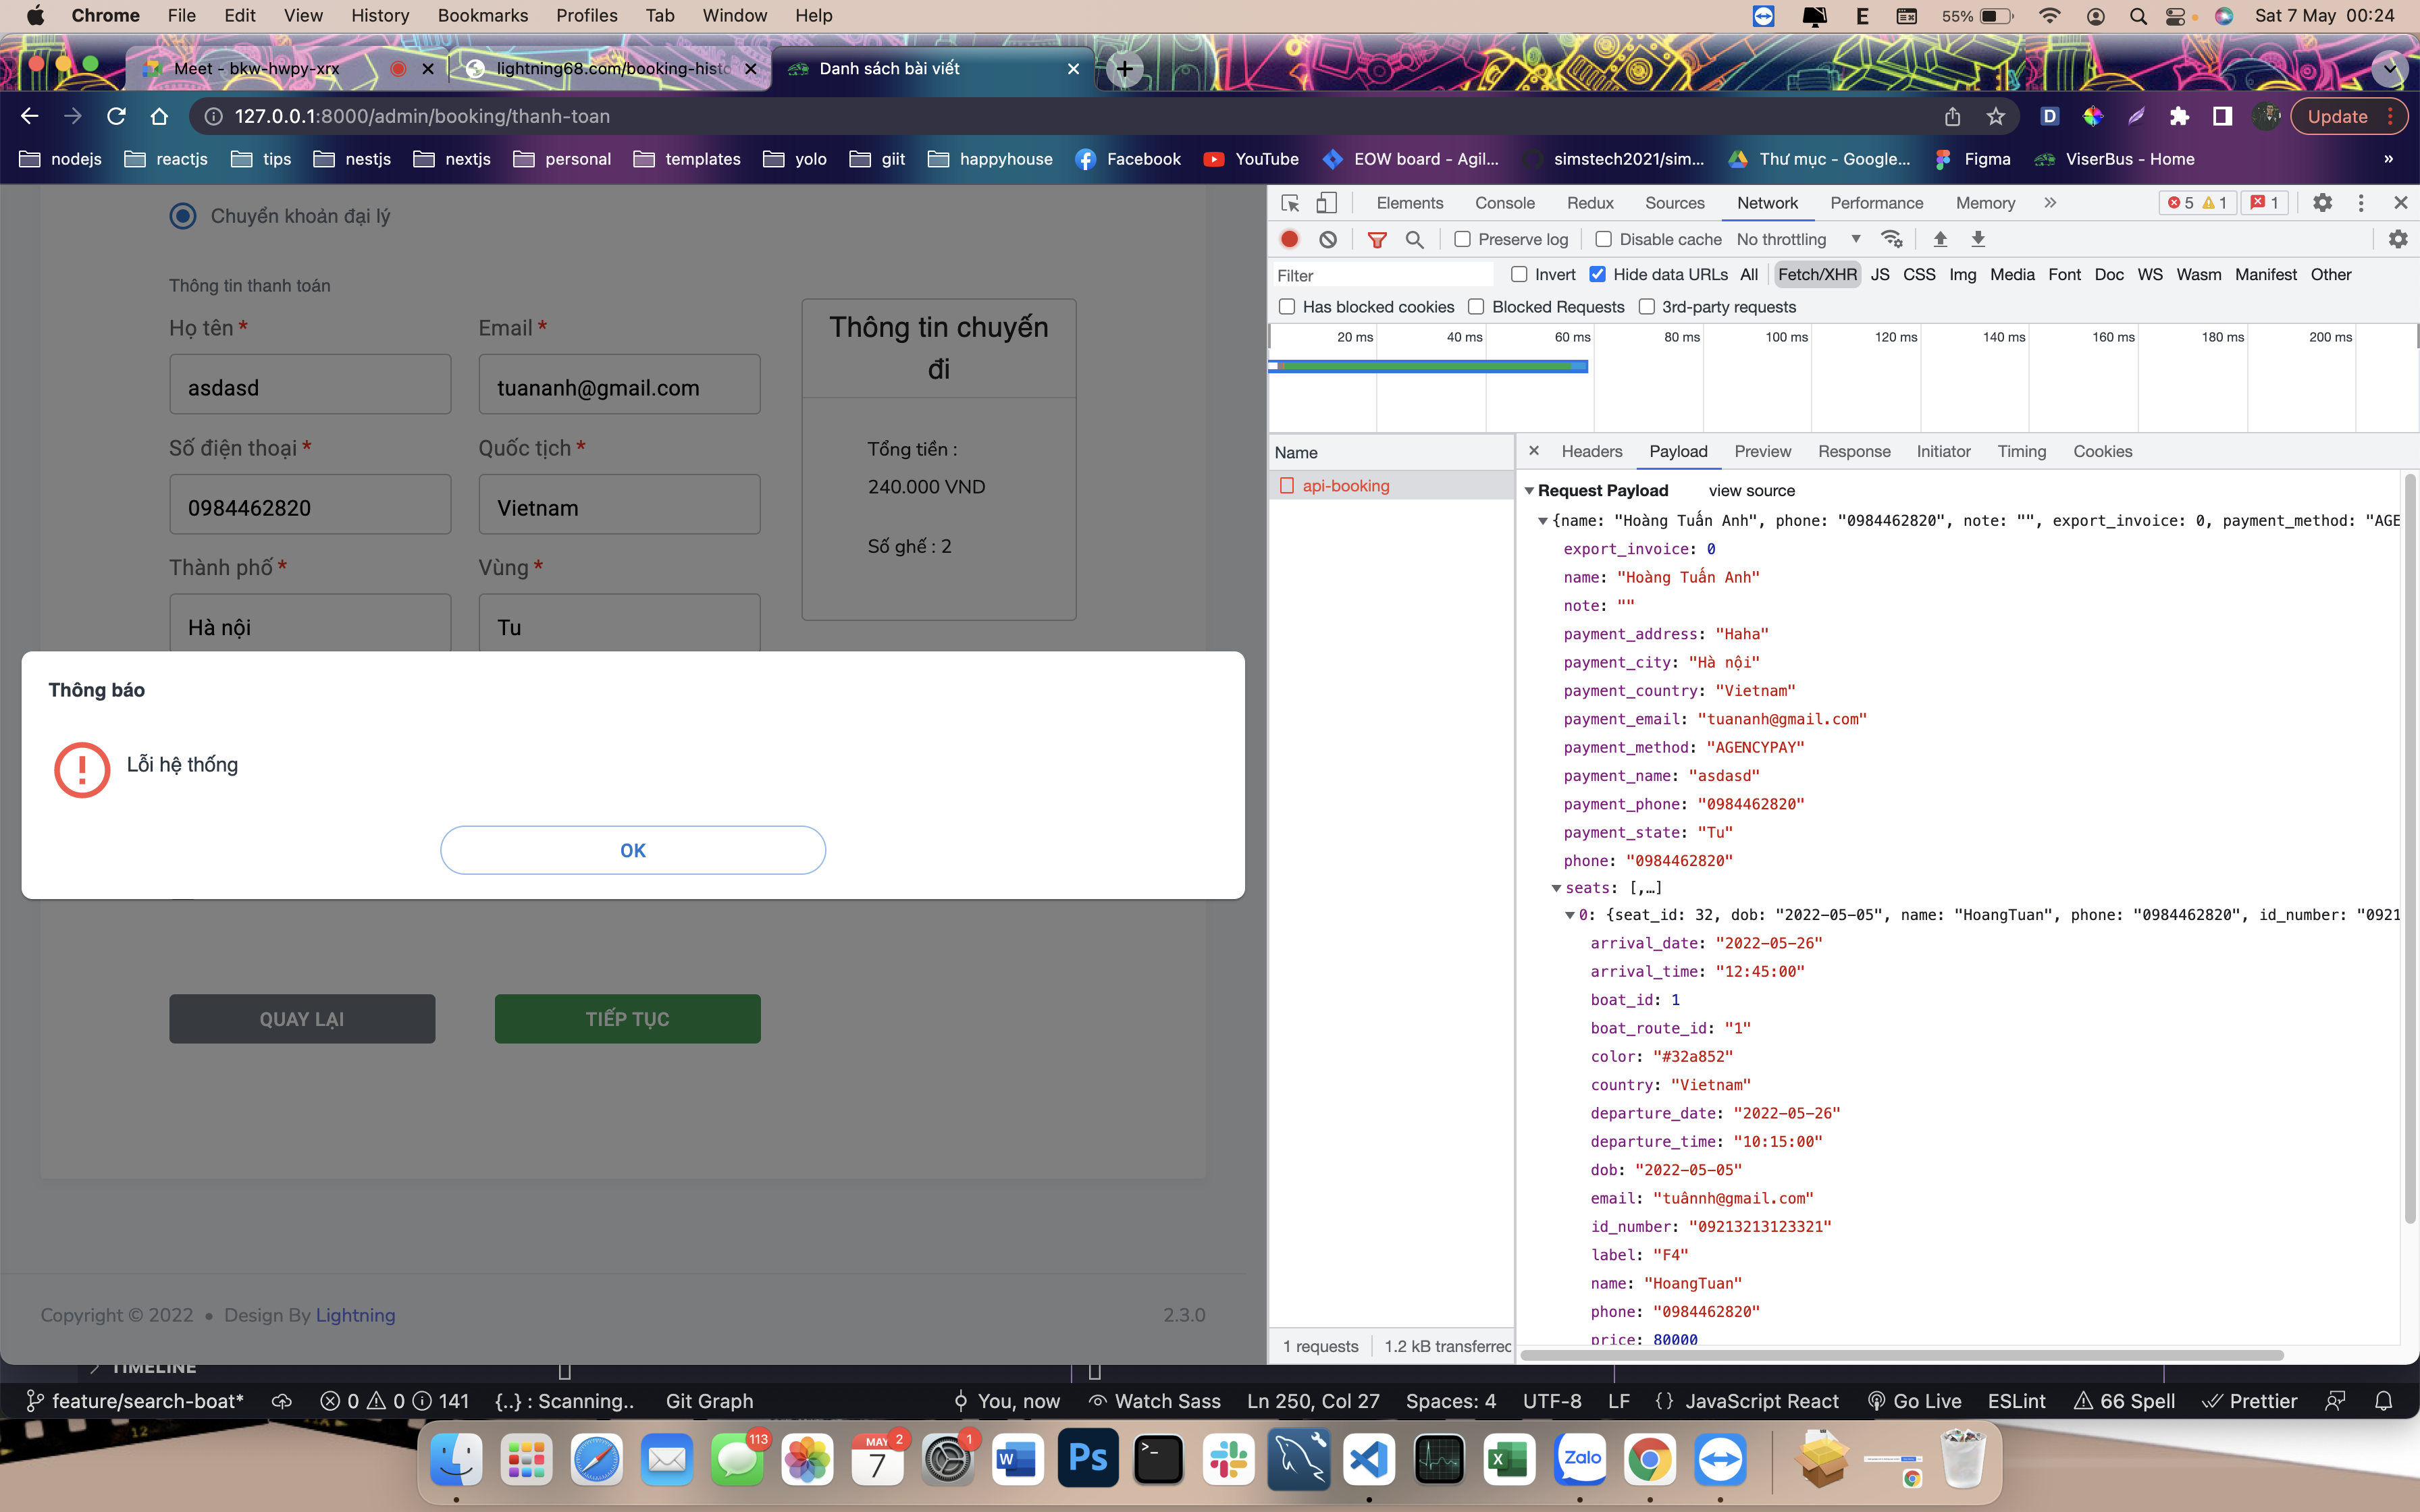 Chrome File Edit View History Bookmarks Profiles Tab Window Help
E 55% Sat 7 May 00:24
Meet - bkw-hwpy-xrx
lightning68.com/booking-histo
Danh sách bài viết
127.0.0.1:8000/admin/booking/thanh-toan
D Update
nodejs reactjs tips nestjs nextjs personal templates yolo giit happyhouse Facebook YouTube EOW board - Agil... simstech2021/sim... Thư mục - Google... Figma ViserBus - Home »
Chuyển khoản đại lý
Thông tin thanh toán
Họ tên * Email *
asdasd tuananh@gmail.com
Số điện thoại * Quốc tịch *
0984462820 Vietnam
Thành phố * Vùng *
Hà nội Tu
Thông tin chuyến
đi
Tổng tiền :
240.000 VND
Số ghế : 2
Thông báo
Lỗi hệ thống
OK
QUAY LẠI TIẾP TỤC
Copyright © 2022 • Design By Lightning 2.3.0
Elements Console Redux Sources Network Performance Memory » 5 1 1
Preserve log Disable cache No throttling
Filter Invert Hide data URLs All Fetch/XHR JS CSS Img Media Font Doc WS Wasm Manifest Other
Has blocked cookies Blocked Requests 3rd-party requests
20 ms 40 ms 60 ms 80 ms 100 ms 120 ms 140 ms 160 ms 180 ms 200 ms
Name
api-booking
1 requests 1.2 kB transferred
Headers Payload Preview Response Initiator Timing Cookies
Request Payload view source
{name: "Hoàng Tuấn Anh", phone: "0984462820", note: "", export_invoice: 0, payment_method: "AGE
export_invoice: 0
name: "Hoàng Tuấn Anh"
note: ""
payment_address: "Haha"
payment_city: "Hà nội"
payment_country: "Vietnam"
payment_email: "tuananh@gmail.com"
payment_method: "AGENCYPAY"
payment_name: "asdasd"
payment_phone: "0984462820"
payment_state: "Tu"
phone: "0984462820"
seats: [,…]
0: {seat_id: 32, dob: "2022-05-05", name: "HoangTuan", phone: "0984462820", id_number: "0921
arrival_date: "2022-05-26"
arrival_time: "12:45:00"
boat_id: 1
boat_route_id: "1"
color: "#32a852"
country: "Vietnam"
departure_date: "2022-05-26"
departure_time: "10:15:00"
dob: "2022-05-05"
email: "tuânnh@gmail.com"
id_number: "09213213123321"
label: "F4"
name: "HoangTuan"
phone: "0984462820"
price: 80000
TIMELINE
feature/search-boat* 0 0 141 {..} : Scanning.. Git Graph You, now Watch Sass Ln 250, Col 27 Spaces: 4 UTF-8 LF {} JavaScript React Go Live ESLint 66 Spell Prettier
113 MAY 7 2 1 W Ps >_ X Zalo